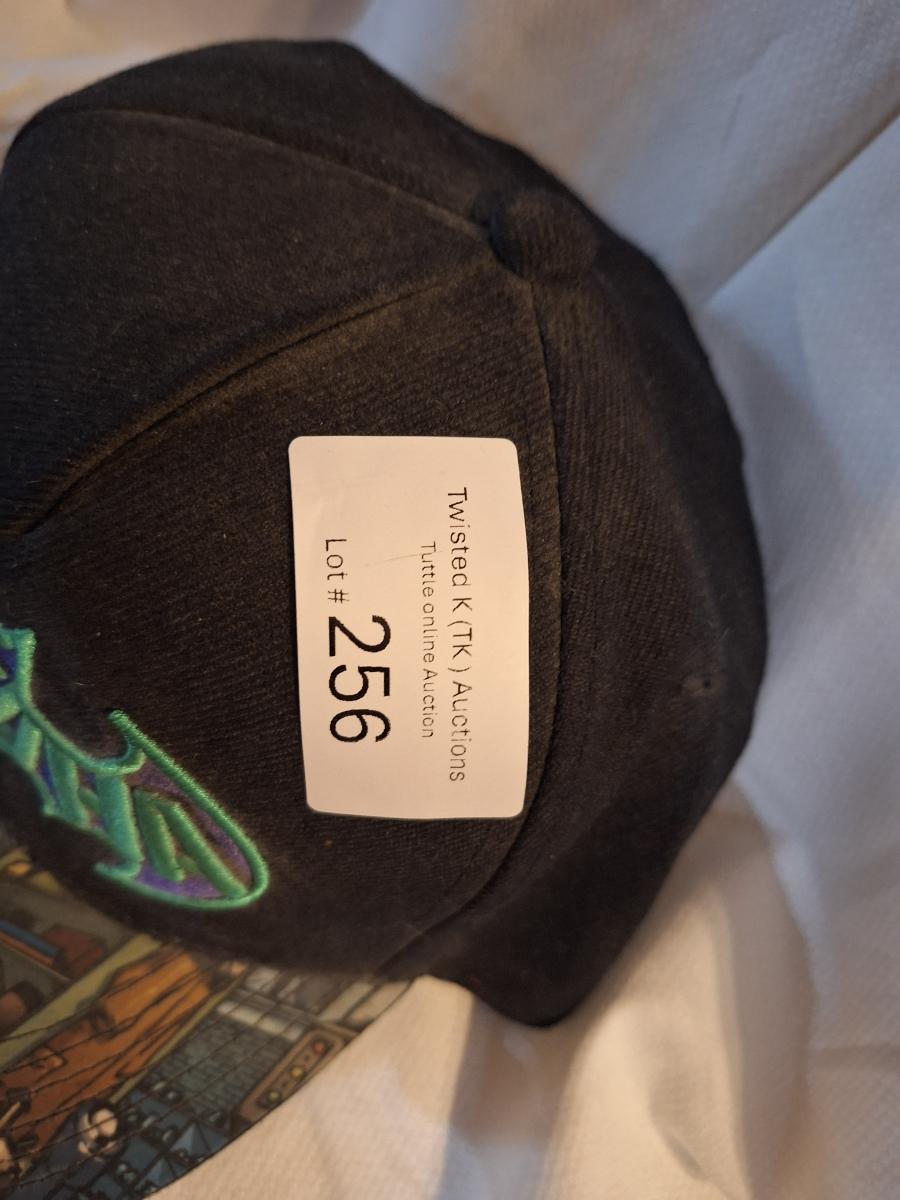 Twisted K (TK ) Auctions
Tuttle online Auction
Lot # 256